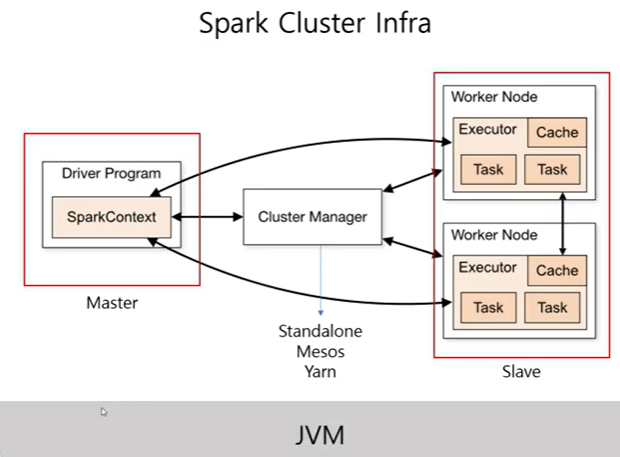 Spark Cluster Infra
Driver Program
SparkContext
Master
Cluster Manager
Standalone
Mesos
Yarn
Worker Node
Executor
Cache
Task
Task
Worker Node
Executor
Cache
Task
Task
Slave
JVM